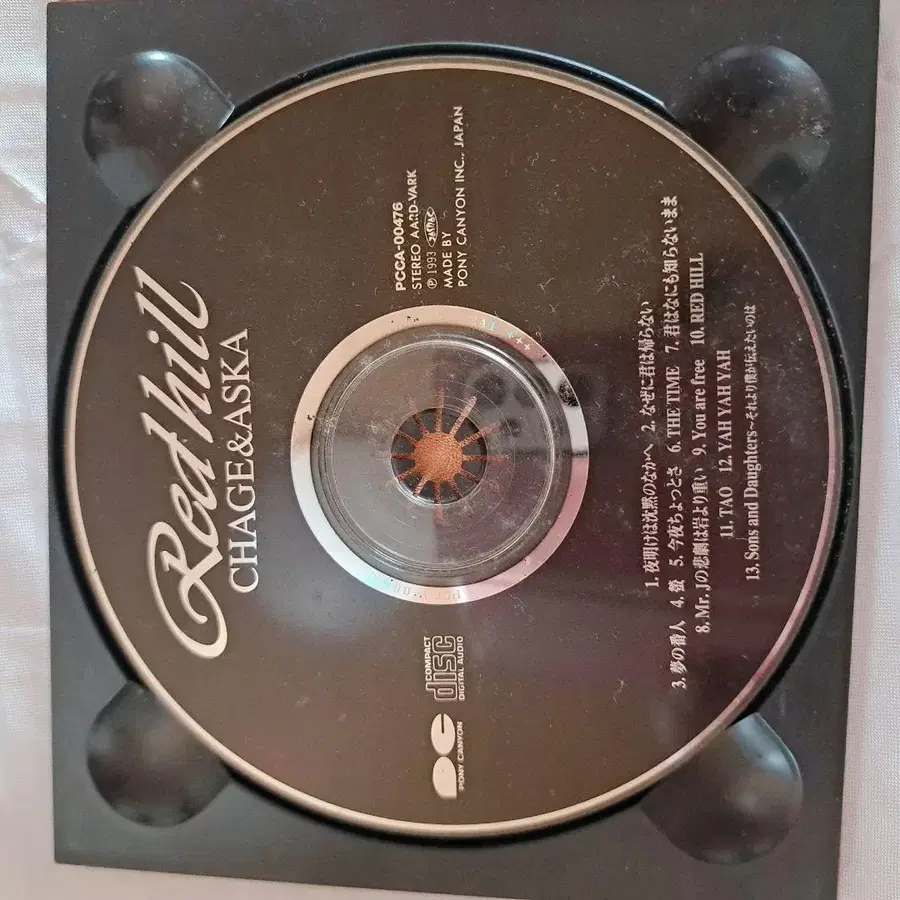 Red hill
CHAGE&ASKA
PONY CANYON
COMPACT
disc
DIGITAL AUDIO
PCCA-00476
STEREO AARD-VARK
℗ 1993 JASRAC
MADE BY
PONY CANYON INC., JAPAN
1. 夜明けは沈黙のなかへ 2. なぜに君は帰らない
3. 夢の番人 4. 螢 5. 今夜ちょっとさ 6. THE TIME 7. 君はなにも知らないまま
8. Mr. Jの悲劇は岩より重い 9. You are free 10. RED HILL
11. TAO 12. YAH YAH YAH
13. Sons and Daughters~それより僕が伝えたいのは